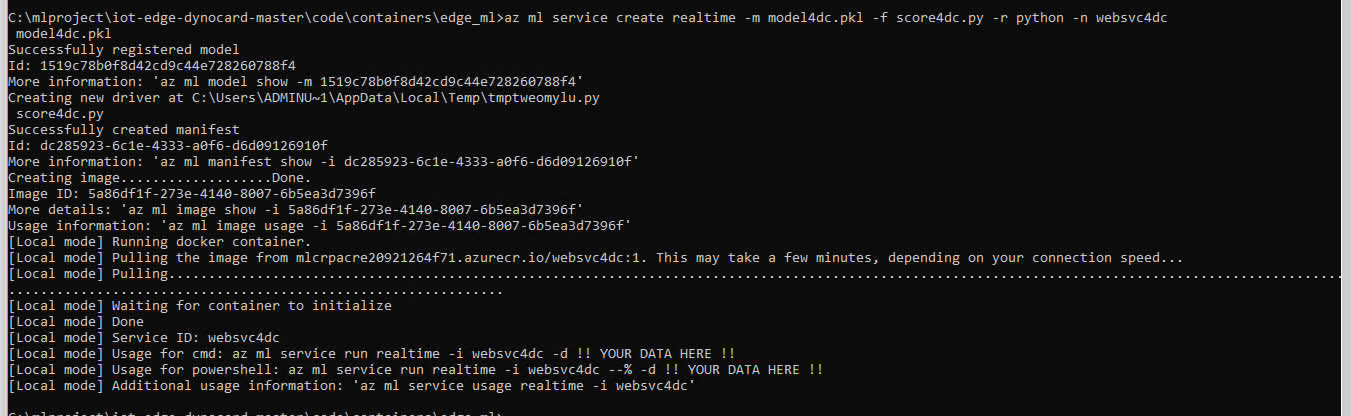 C:\mlproject\iot-edge-dynocard-master\code\containers\edge_ml>az ml service create realtime -m model4dc.pkl -f score4dc.py -r python -n websvc4dc
 model4dc.pkl
Successfully registered model
Id: 1519c78b0f8d42cd9c44e728260788f4
More information: 'az ml model show -m 1519c78b0f8d42cd9c44e728260788f4'
Creating new driver at C:\Users\ADMINU~1\AppData\Local\Temp\tmptweomylu.py
 score4dc.py
Successfully created manifest
Id: dc285923-6c1e-4333-a0f6-d6d09126910f
More information: 'az ml manifest show -i dc285923-6c1e-4333-a0f6-d6d09126910f'
Creating image...................Done.
Image ID: 5a86df1f-273e-4140-8007-6b5ea3d7396f
More details: 'az ml image show -i 5a86df1f-273e-4140-8007-6b5ea3d7396f'
Usage information: 'az ml image usage -i 5a86df1f-273e-4140-8007-6b5ea3d7396f'
[Local mode] Running docker container.
[Local mode] Pulling the image from mlcrpacre20921264f71.azurecr.io/websvc4dc:1. This may take a few minutes, depending on your connection speed...
[Local mode] Pulling..................................................................................................................................................
..............................................................
[Local mode] Waiting for container to initialize
[Local mode] Done
[Local mode] Service ID: websvc4dc
[Local mode] Usage for cmd: az ml service run realtime -i websvc4dc -d !! YOUR DATA HERE !!
[Local mode] Usage for powershell: az ml service run realtime -i websvc4dc --% -d !! YOUR DATA HERE !!
[Local mode] Additional usage information: 'az ml service usage realtime -i websvc4dc'
C:\mlproject\iot-edge-dynocard-master\code\containers\edge_ml>